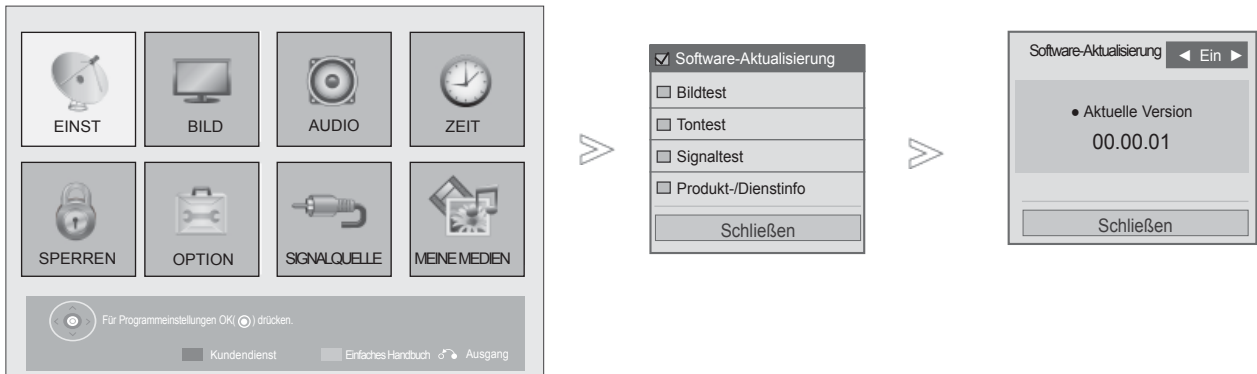 EINST
BILD
AUDIO
ZEIT
SPERREN
OPTION
SIGNALQUELLE
MEINE MEDIEN
Für Programmeinstellungen OK( ) drücken.
Kundendienst
Einfaches Handbuch
Ausgang
Software-Aktualisierung
Bildtest
Tontest
Signaltest
Produkt-/Dienstinfo
Schließen
Software-Aktualisierung ◄ Ein ►
• Aktuelle Version
00.00.01
Schließen